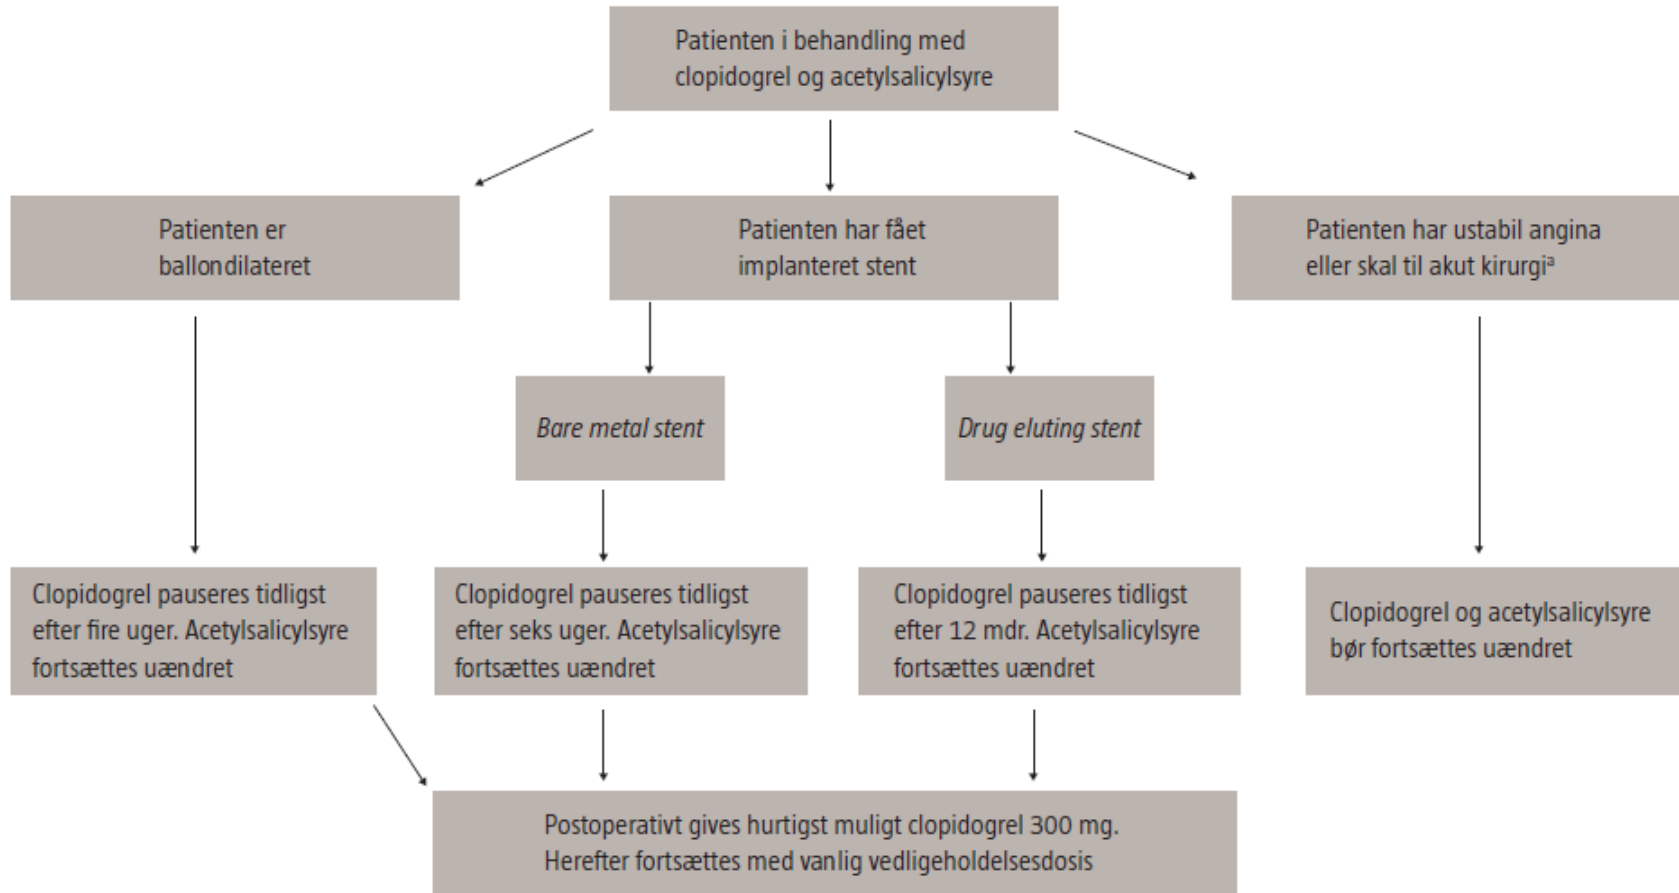 Patienten i behandling med
clopidogrel og acetylsalicylsyre
Patienten er
ballondilateret
Patienten har fået
implanteret stent
Patienten har ustabil angina
eller skal til akut kirurgiᵃ
Bare metal stent
Drug eluting stent
Clopidogrel pauseres tidligst
efter fire uger. Acetylsalicylsyre
fortsættes uændret
Clopidogrel pauseres tidligst
efter seks uger. Acetylsalicylsyre
fortsættes uændret
Clopidogrel pauseres tidligst
efter 12 mdr. Acetylsalicylsyre
fortsættes uændret
Clopidogrel og acetylsalicylsyre
bør fortsættes uændret
Postoperativt gives hurtigst muligt clopidogrel 300 mg.
Herefter fortsættes med vanlig vedligeholdelsesdosis